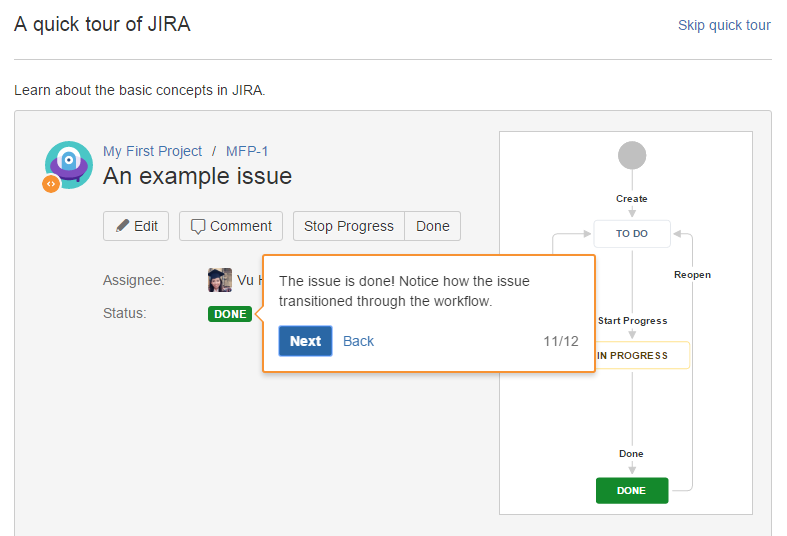 A quick tour of JIRA
Skip quick tour
Learn about the basic concepts in JIRA.
My First Project / MFP-1
An example issue
Edit
Comment
Stop Progress
Done
Assignee:
Vu
Status:
DONE
The issue is done! Notice how the issue
transitioned through the workflow.
Next
Back
11/12
Create
TO DO
Reopen
Start Progress
IN PROGRESS
Done
DONE